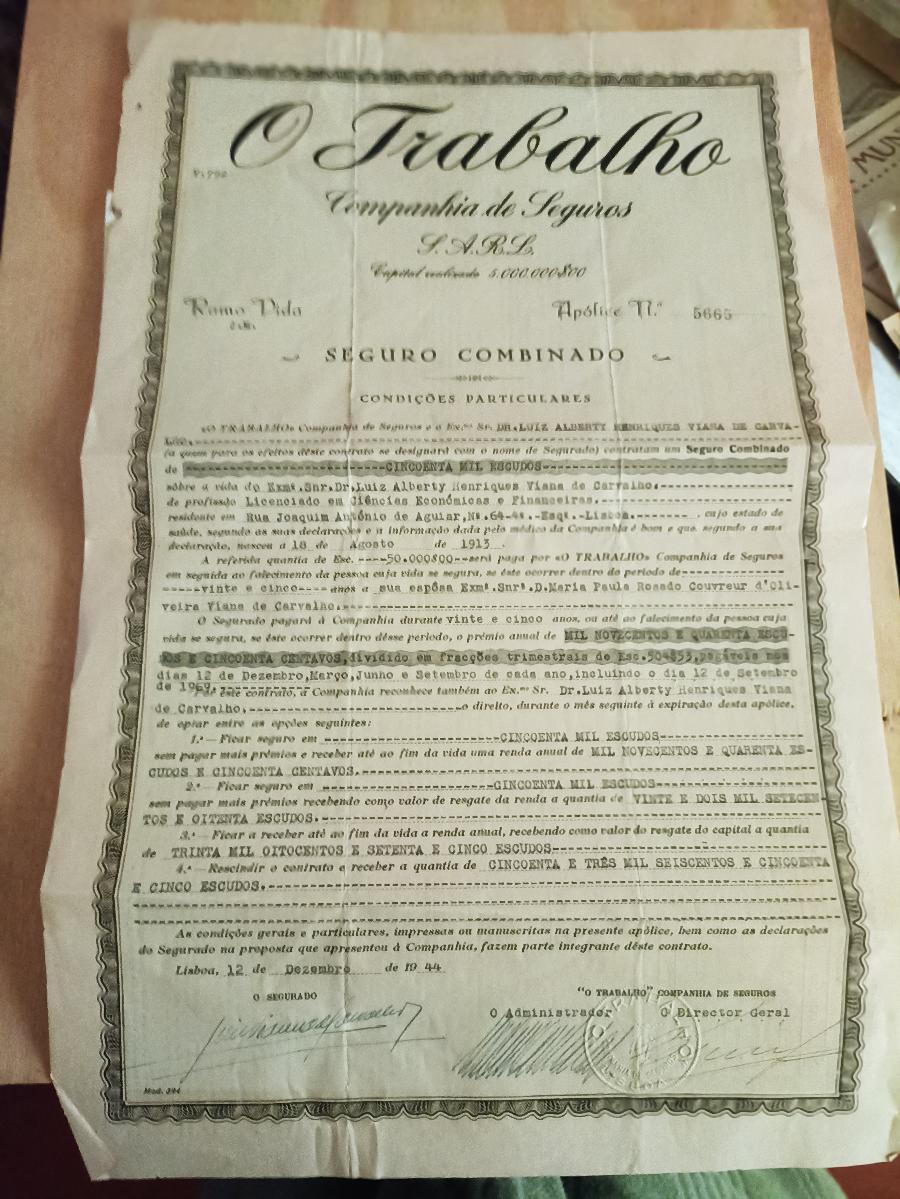 O Trabalho
Companhia de Seguros
S.A.R.L.
Capital realizado 5.000.000$00
Ramo Vida
Apólice N.º 5665
SEGURO COMBINADO
CONDIÇÕES PARTICULARES
«O TRABALHO» Companhia de Seguros e o Ex.mo Sr. DR.LUIZ ALBERTY HENRIQUES VIANA DE CARVA-
LHO.
(a quem para os efeitos dêste contrato se designará com o nome de Segurado) contratam um Seguro Combinado
de CINCOENTA MIL ESCUDOS
sôbre a vida do Exmº.Snr.Dr.Luiz Alberty Henriques Viana de Carvalho.
de profissão Licenciado em Ciências Económicas e Financeiras.
residente em Rua Joaquim António de Aguiar,Nº.64-4º.-Esqº.-Lisboa. cujo estado de
saúde, segundo as suas declarações e a informação dada pelo médico da Companhia é bom e que, segundo a sua
declaração, nasceu a 18 de Agosto de 1913.
A referida quantia de Esc. ----50.000$00--será paga por «O TRABALHO» Companhia de Seguros
em seguida ao falecimento da pessoa cuja vida se segura, se êste ocorrer dentro do periodo de
vinte e cinco---- anos a sua espôsa Exmª.Snrª.D.Maria Paula Rosado Couvreur d'Oli-
veira Viana de Carvalho.
O Segurado pagará à Companhia durante vinte e cinco anos, ou até ao falecimento da pessoa cuja
vida se segura, se êste ocorrer dentro dêsse periodo, o prémio anual de MIL NOVECENTOS E QUARENTA ESCU-
DOS E CINCOENTA CENTAVOS,dividido em fracções trimestrais de Esc.504$53,pagáveis nos
dias 12 de Dezembro,Março,Junho e Setembro de cada ano,incluindo o dia 12 de Setembro
de 1969.
Por êste contrato, a Companhia reconhece também ao Ex.mo Sr. Dr.Luiz Alberty Henriques Viana
de Carvalho, o direito, durante o mês seguinte à expiração desta apólice,
de optar entre as opções seguintes:
1.ª — Ficar seguro em CINCOENTA MIL ESCUDOS
sem pagar mais prémios e receber até ao fim da vida uma renda anual de MIL NOVECENTOS E QUARENTA ES-
CUDOS E CINCOENTA CENTAVOS.
2.ª — Ficar seguro em CINCOENTA MIL ESCUDOS
sem pagar mais prémios recebendo como valor de resgate da renda a quantia de VINTE E DOIS MIL SETECEN-
TOS E OITENTA ESCUDOS.
3.ª — Ficar a receber até ao fim da vida a renda anual, recebendo como valor do resgate do capital a quantia
de TRINTA MIL OITOCENTOS E SETENTA E CINCO ESCUDOS
4.ª — Rescindir o contrato e receber a quantia de CINCOENTA E TRÊS MIL SEISCENTOS E CINCOENTA
E CINCO ESCUDOS.
As condições gerais e particulares, impressas ou manuscritas na presente apólice, bem como as declarações
do Segurado na proposta que apresentou à Companhia, fazem parte integrante dêste contrato.
Lisboa, 12 de Dezembro de 1944
O SEGURADO
"O TRABALHO" COMPANHIA DE SEGUROS
O Administrador O Director Geral
Mod. 394
MUN